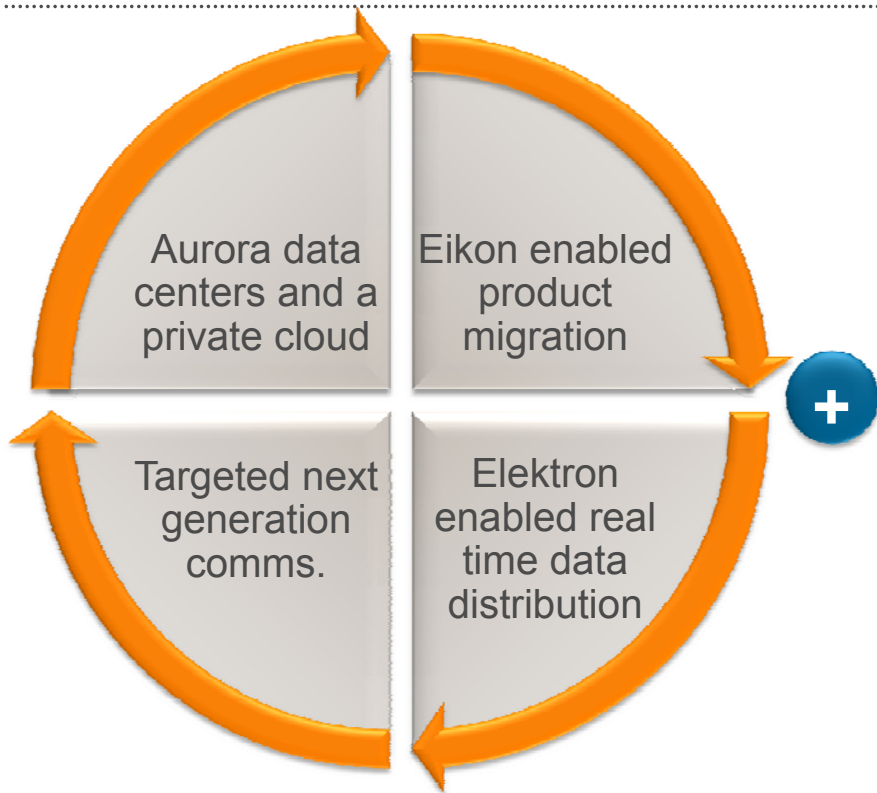 Aurora data
centers and a
private cloud
Eikon enabled
product
migration
+
Targeted next
generation
comms.
Elektron
enabled real
time data
distribution